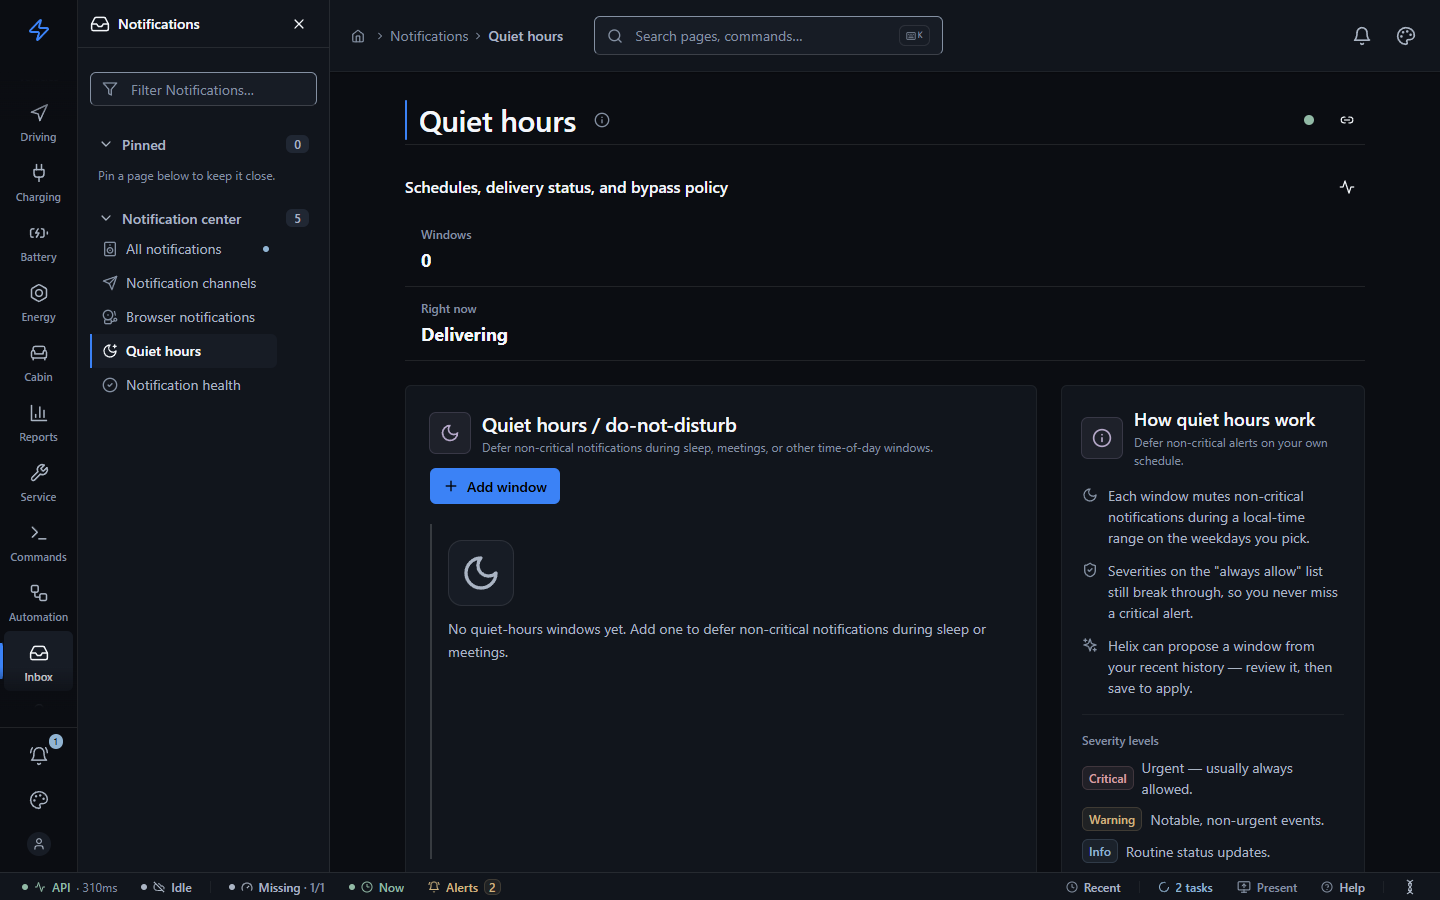 Notifications
Notifications
Quiet hours
Search pages, commands...
K
Filter Notifications...
Driving
Charging
Battery
Energy
Cabin
Reports
Service
Commands
Automation
Inbox
1
Pinned
0
Pin a page below to keep it close.
Notification center
5
All notifications
Notification channels
Browser notifications
Quiet hours
Notification health
Quiet hours
Schedules, delivery status, and bypass policy
Windows
0
Right now
Delivering
Quiet hours / do-not-disturb
Defer non-critical notifications during sleep, meetings, or other time-of-day windows.
Add window
No quiet-hours windows yet. Add one to defer non-critical notifications during sleep or
meetings.
How quiet hours work
Defer non-critical alerts on your own
schedule.
Each window mutes non-critical
notifications during a local-time
range on the weekdays you pick.
Severities on the "always allow" list
still break through, so you never miss
a critical alert.
Helix can propose a window from
your recent history — review it, then
save to apply.
Severity levels
Critical
Urgent — usually always
allowed.
Warning
Notable, non-urgent events.
Info
Routine status updates.
API · 310ms
Idle
Missing · 1/1
Now
Alerts 2
Recent
2 tasks
Present
Help